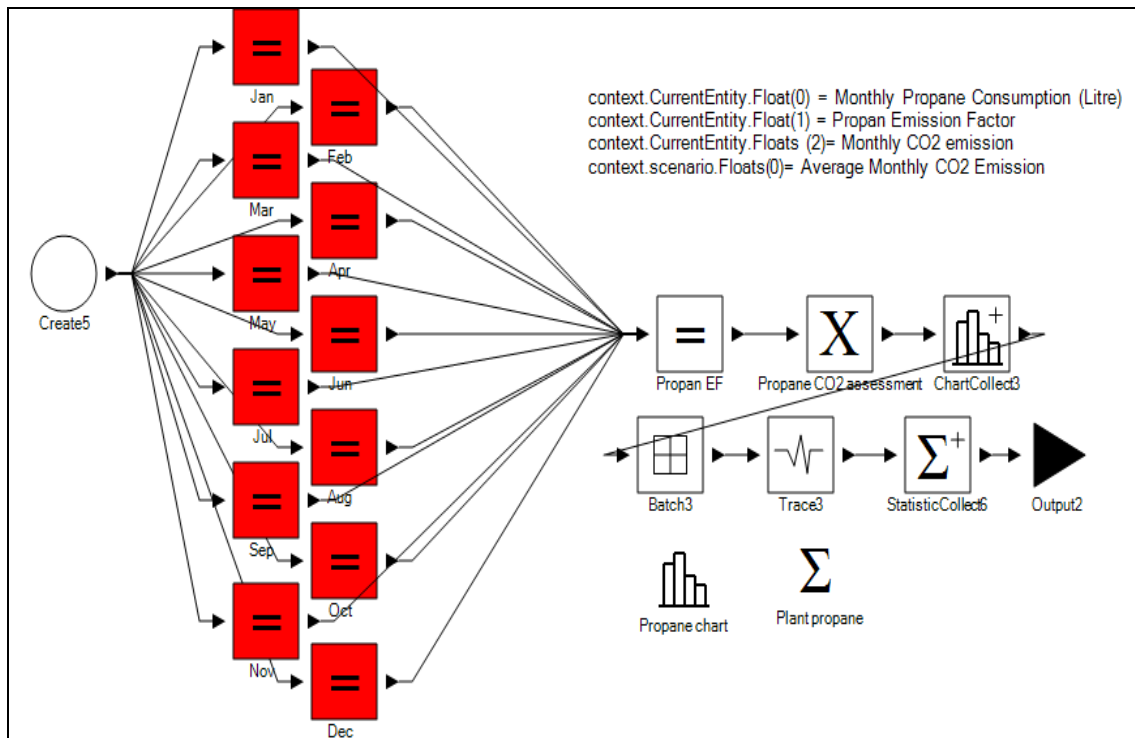 Jan
Feb
context.CurrentEntity.Float(0) = Monthly Propane Consumption (Litre)
context.CurrentEntity.Float(1) = Propan Emission Factor
context.CurrentEntity.Floats (2)= Monthly CO2 emission
context.scenario.Floats(0)= Average Monthly CO2 Emission
Mar
Apr
Create5
May
Jun
Propan EF
Propane CO2 assessment
ChartCollect3
X
Jul
Aug
Batch3
Trace3
Σ+
StatisticCollect6
Output2
Sep
Oct
Propane chart
Σ
Plant propane
Nov
Dec